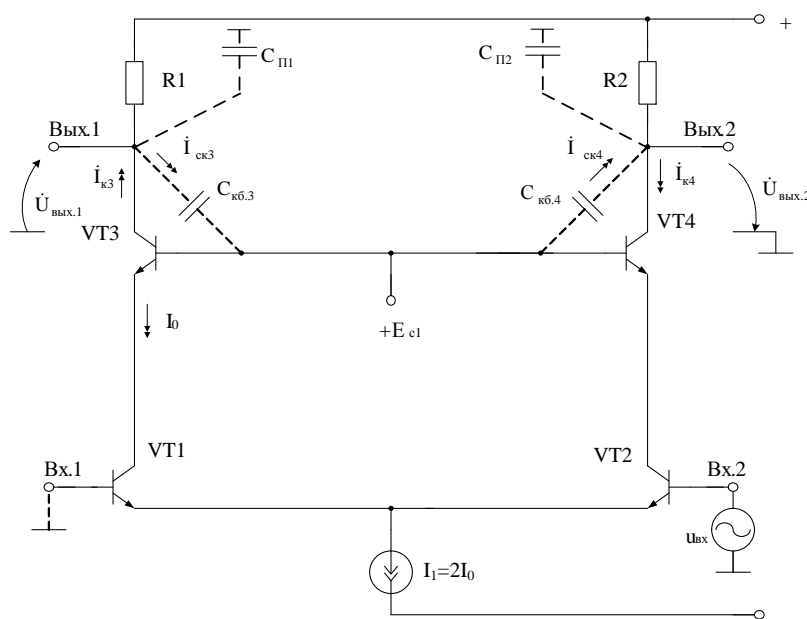 +
C П1
C П2
R1
R2
Вых.1
Вых.2
İ ск3
İ ск4
İк3
İк4
C кб.3
C кб.4
U̇ вых.1
U̇ вых.2
VT3
VT4
I0
+E c1
VT1
VT2
Вх.1
Вх.2
uвх
I1=2I0